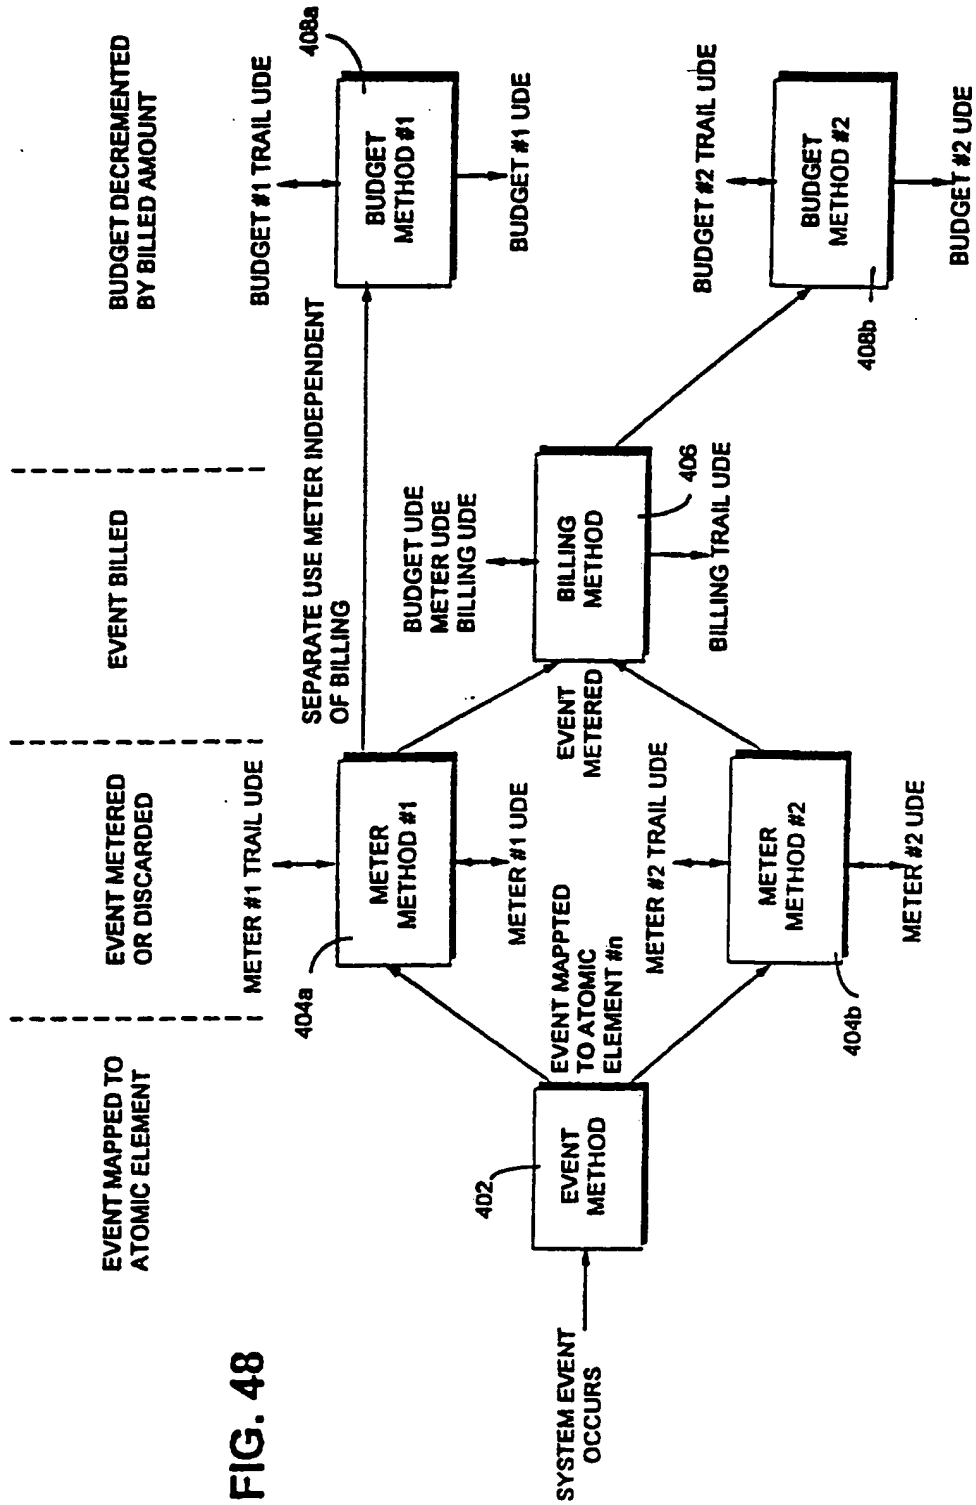 FIG. 48
EVENT MAPPED TO
ATOMIC ELEMENT
EVENT METERED
OR DISCARDED
EVENT BILLED
BUDGET DECREMENTED
BY BILLED AMOUNT
SYSTEM EVENT
OCCURS
402
EVENT
METHOD
EVENT MAPPTED
TO ATOMIC
ELEMENT #n
METER #1 TRAIL UDE
404a
METER
METHOD #1
METER #1 UDE
METER #2 TRAIL UDE
METER
METHOD #2
404b
METER #2 UDE
SEPARATE USE METER INDEPENDENT
OF BILLING
EVENT
METERED
BUDGET UDE
METER UDE
BILLING UDE
BILLING
METHOD
406
BILLING TRAIL UDE
BUDGET #1 TRAIL UDE
408a
BUDGET
METHOD #1
BUDGET #1 UDE
BUDGET #2 TRAIL UDE
BUDGET
METHOD #2
408b
BUDGET #2 UDE